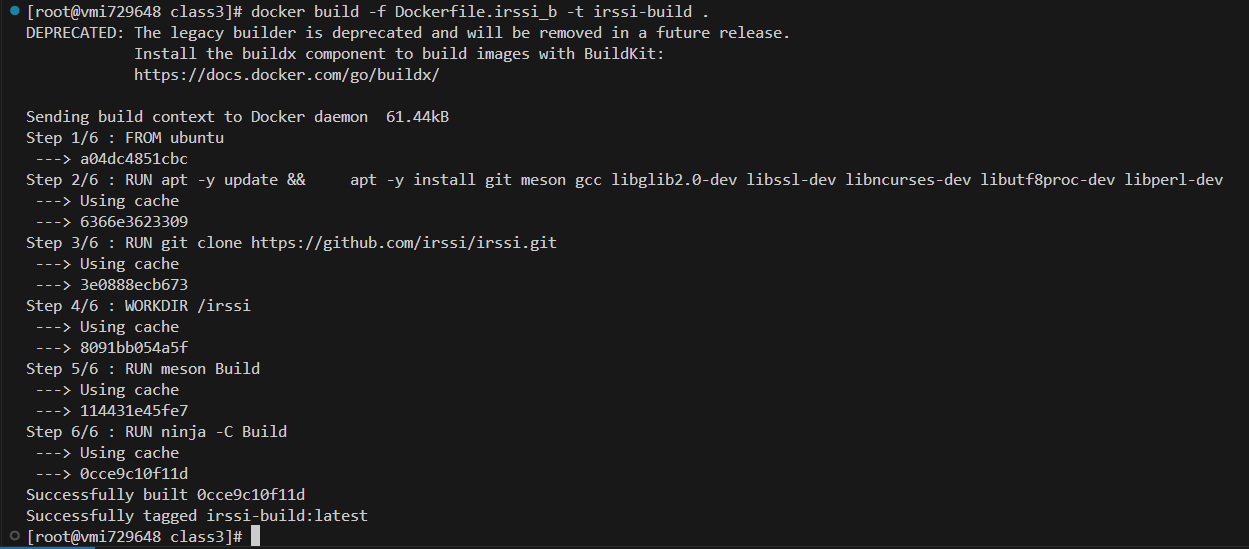 [root@vmi729648 class3]# docker build -f Dockerfile.irssi_b -t irssi-build .
DEPRECATED: The legacy builder is deprecated and will be removed in a future release.
            Install the buildx component to build images with BuildKit:
            https://docs.docker.com/go/buildx/

Sending build context to Docker daemon  61.44kB
Step 1/6 : FROM ubuntu
 ---> a04dc4851cbc
Step 2/6 : RUN apt -y update &&     apt -y install git meson gcc libglib2.0-dev libssl-dev libncurses-dev libutf8proc-dev libperl-dev
 ---> Using cache
 ---> 6366e3623309
Step 3/6 : RUN git clone https://github.com/irssi/irssi.git
 ---> Using cache
 ---> 3e0888ecb673
Step 4/6 : WORKDIR /irssi
 ---> Using cache
 ---> 8091bb054a5f
Step 5/6 : RUN meson Build
 ---> Using cache
 ---> 114431e45fe7
Step 6/6 : RUN ninja -C Build
 ---> Using cache
 ---> 0cce9c10f11d
Successfully built 0cce9c10f11d
Successfully tagged irssi-build:latest
[root@vmi729648 class3]#